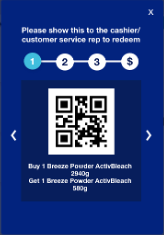 x
Please show this to the cashier/
customer service rep to redeem
1 2 3 $
Buy 1 Breeze Powder ActivBleach
2940g
Get 1 Breeze Powder ActivBleach
580g